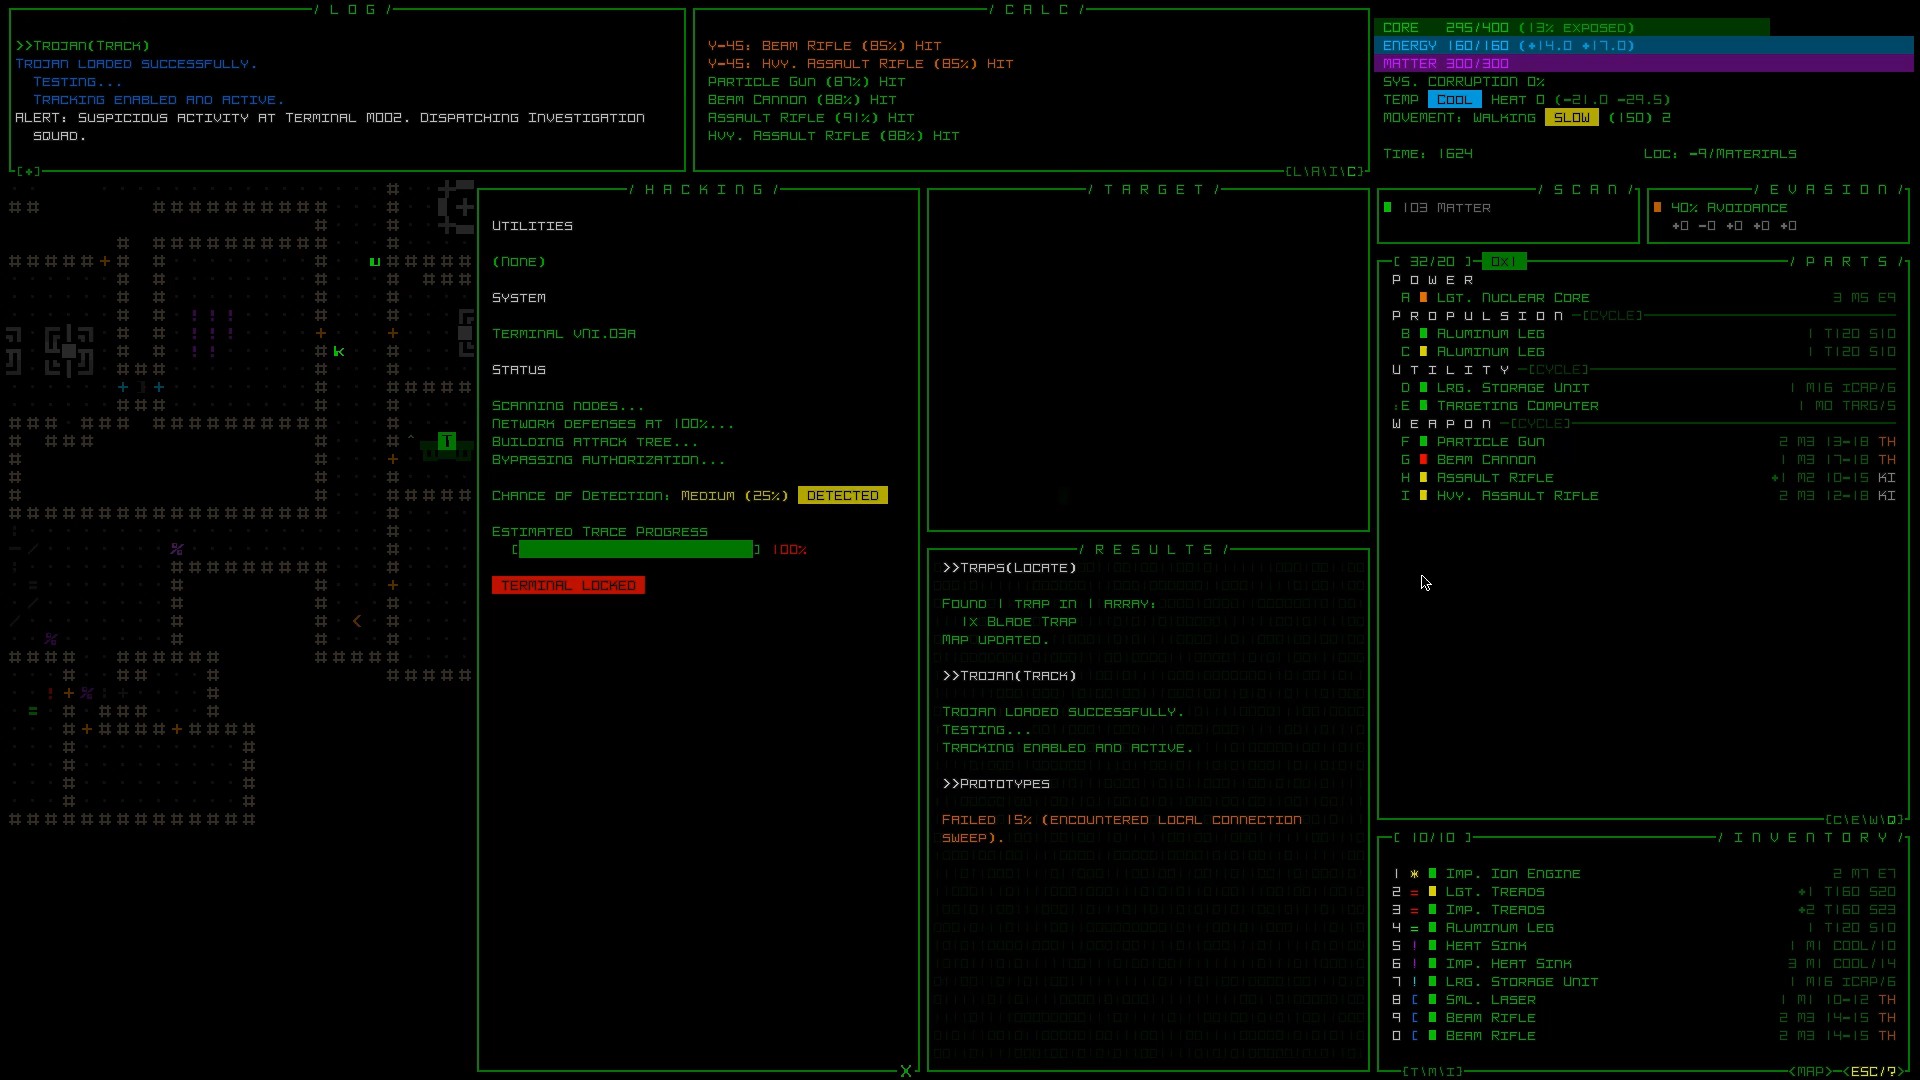 / L O G /
>>Trojan(Track)
Trojan loaded successfully.
Testing...
Tracking enabled and active.
ALERT: Suspicious activity at Terminal M002. Dispatching Investigation
Squad.
[+]
/ C A L C /
Y-45: Beam Rifle (85%) Hit
Y-45: Hvy. Assault Rifle (85%) Hit
Particle Gun (87%) Hit
Beam Cannon (88%) Hit
Assault Rifle (91%) Hit
Hvy. Assault Rifle (88%) Hit
[L\A\I\C]
Core 295/400 (13% Exposed)
Energy 160/160 (+14.0 +17.0)
Matter 300/300
Sys. Corruption 0%
Temp Cool Heat 0 (-21.0 -29.5)
Movement: Walking SLOW (150) 2
Time: 1624 Loc: -9/Materials
/ H A C K I N G /
Utilities
(None)
System
Terminal vN1.03A
Status
Scanning nodes...
Network defenses at 100%...
Building attack tree...
Bypassing authorization...
Chance of Detection: Medium (25%) DETECTED
Estimated Trace Progress
[ ] 100%
TERMINAL LOCKED
X
/ T A R G E T /
/ R E S U L T S /
>>Traps(Locate)
Found 1 trap in 1 array:
1x Blade Trap
Map updated.
>>Trojan(Track)
Trojan loaded successfully.
Testing...
Tracking enabled and active.
>>Prototypes
Failed 15% (encountered local connection
sweep).
/ S C A N /
103 Matter
/ E V A S I O N /
40% Avoidance
+0 -0 +0 +0 +0
[ 32/20 ] 0x1 / P A R T S /
P O W E R
A Lgt. Nuclear Core 3 M5 E9
P R O P U L S I O N [CYCLE]
B Aluminum Leg 1 T120 S10
C Aluminum Leg 1 T120 S10
U T I L I T Y [CYCLE]
D Lrg. Storage Unit 1 M16 iCap/6
:E Targeting Computer 1 M0 Targ/5
W E A P O N [CYCLE]
F Particle Gun 2 M3 13-18 TH
G Beam Cannon 1 M3 17-18 TH
H Assault Rifle +1 M2 10-15 KI
I Hvy. Assault Rifle 2 M3 12-18 KI
[C\E\W\Q]
[ 10/10 ] / I N V E N T O R Y /
1 * Imp. Ion Engine 2 M7 E7
2 = Lgt. Treads +1 T160 S20
3 = Imp. Treads +2 T160 S23
4 = Aluminum Leg 1 T120 S10
5 ! Heat Sink 1 M1 Cool/10
6 ! Imp. Heat Sink 3 M1 Cool/14
7 ! Lrg. Storage Unit 1 M16 iCap/6
8 [ Sml. Laser 1 M1 10-12 TH
9 [ Beam Rifle 2 M3 14-15 TH
0 [ Beam Rifle 2 M3 14-15 TH
[T\M\I] <MAP> <ESC/?>